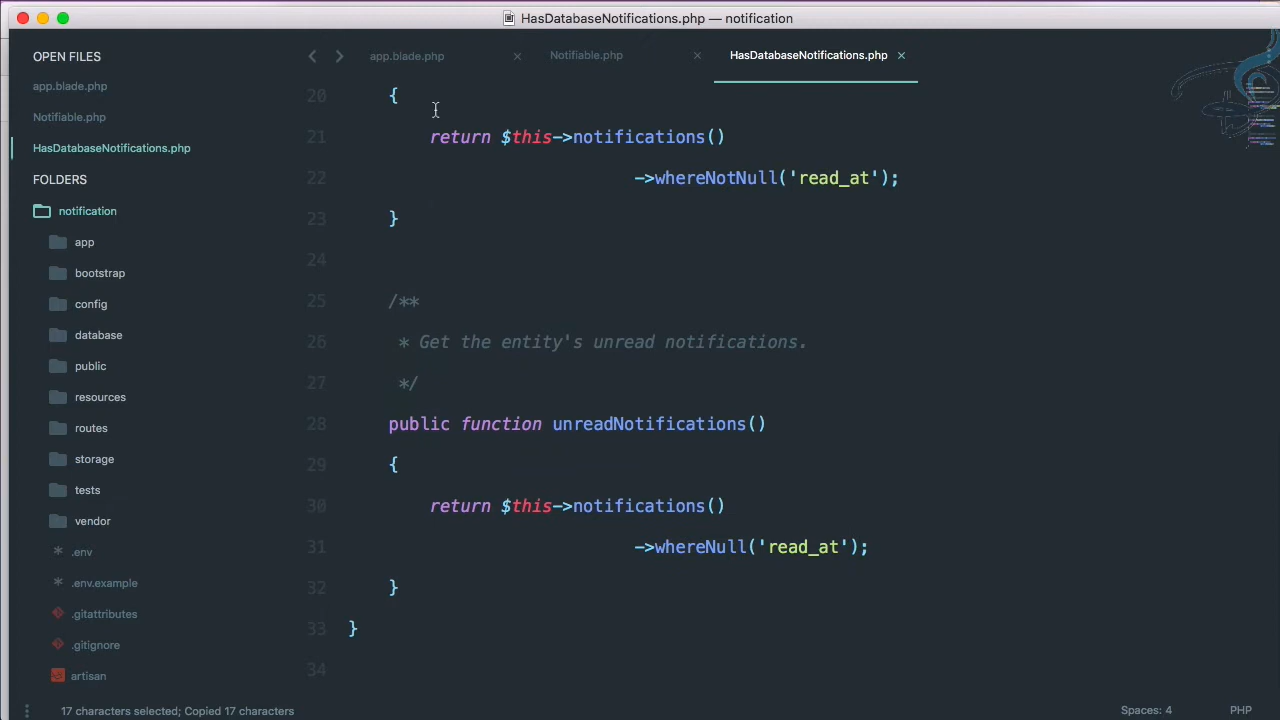 HasDatabaseNotifications.php — notification
OPEN FILES
app.blade.php
Notifiable.php
HasDatabaseNotifications.php
FOLDERS
notification
app
bootstrap
config
database
public
resources
routes
storage
tests
vendor
* .env
* .env.example
.gitattributes
.gitignore
artisan
app.blade.php × Notifiable.php × HasDatabaseNotifications.php ×
20 {
21 return $this->notifications()
22 ->whereNotNull('read_at');
23 }
24
25 /**
26 * Get the entity's unread notifications.
27 */
28 public function unreadNotifications()
29 {
30 return $this->notifications()
31 ->whereNull('read_at');
32 }
33 }
34
17 characters selected; Copied 17 characters
Spaces: 4 PHP